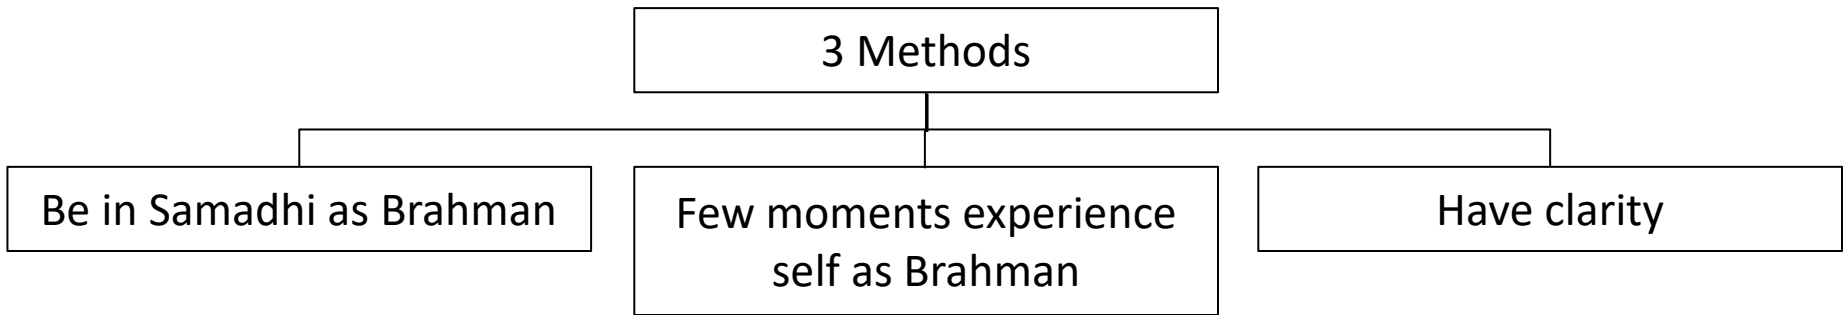 3 Methods
Be in Samadhi as Brahman
Few moments experience
self as Brahman
Have clarity